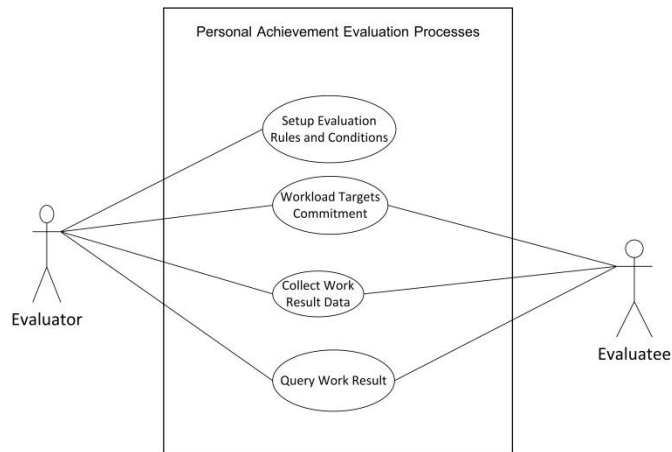 Personal Achievement Evaluation Processes
Setup Evaluation
Rules and Conditions
Workload Targets
Commitment
Collect Work
Result Data
Evaluator
Evaluatee
Query Work Result